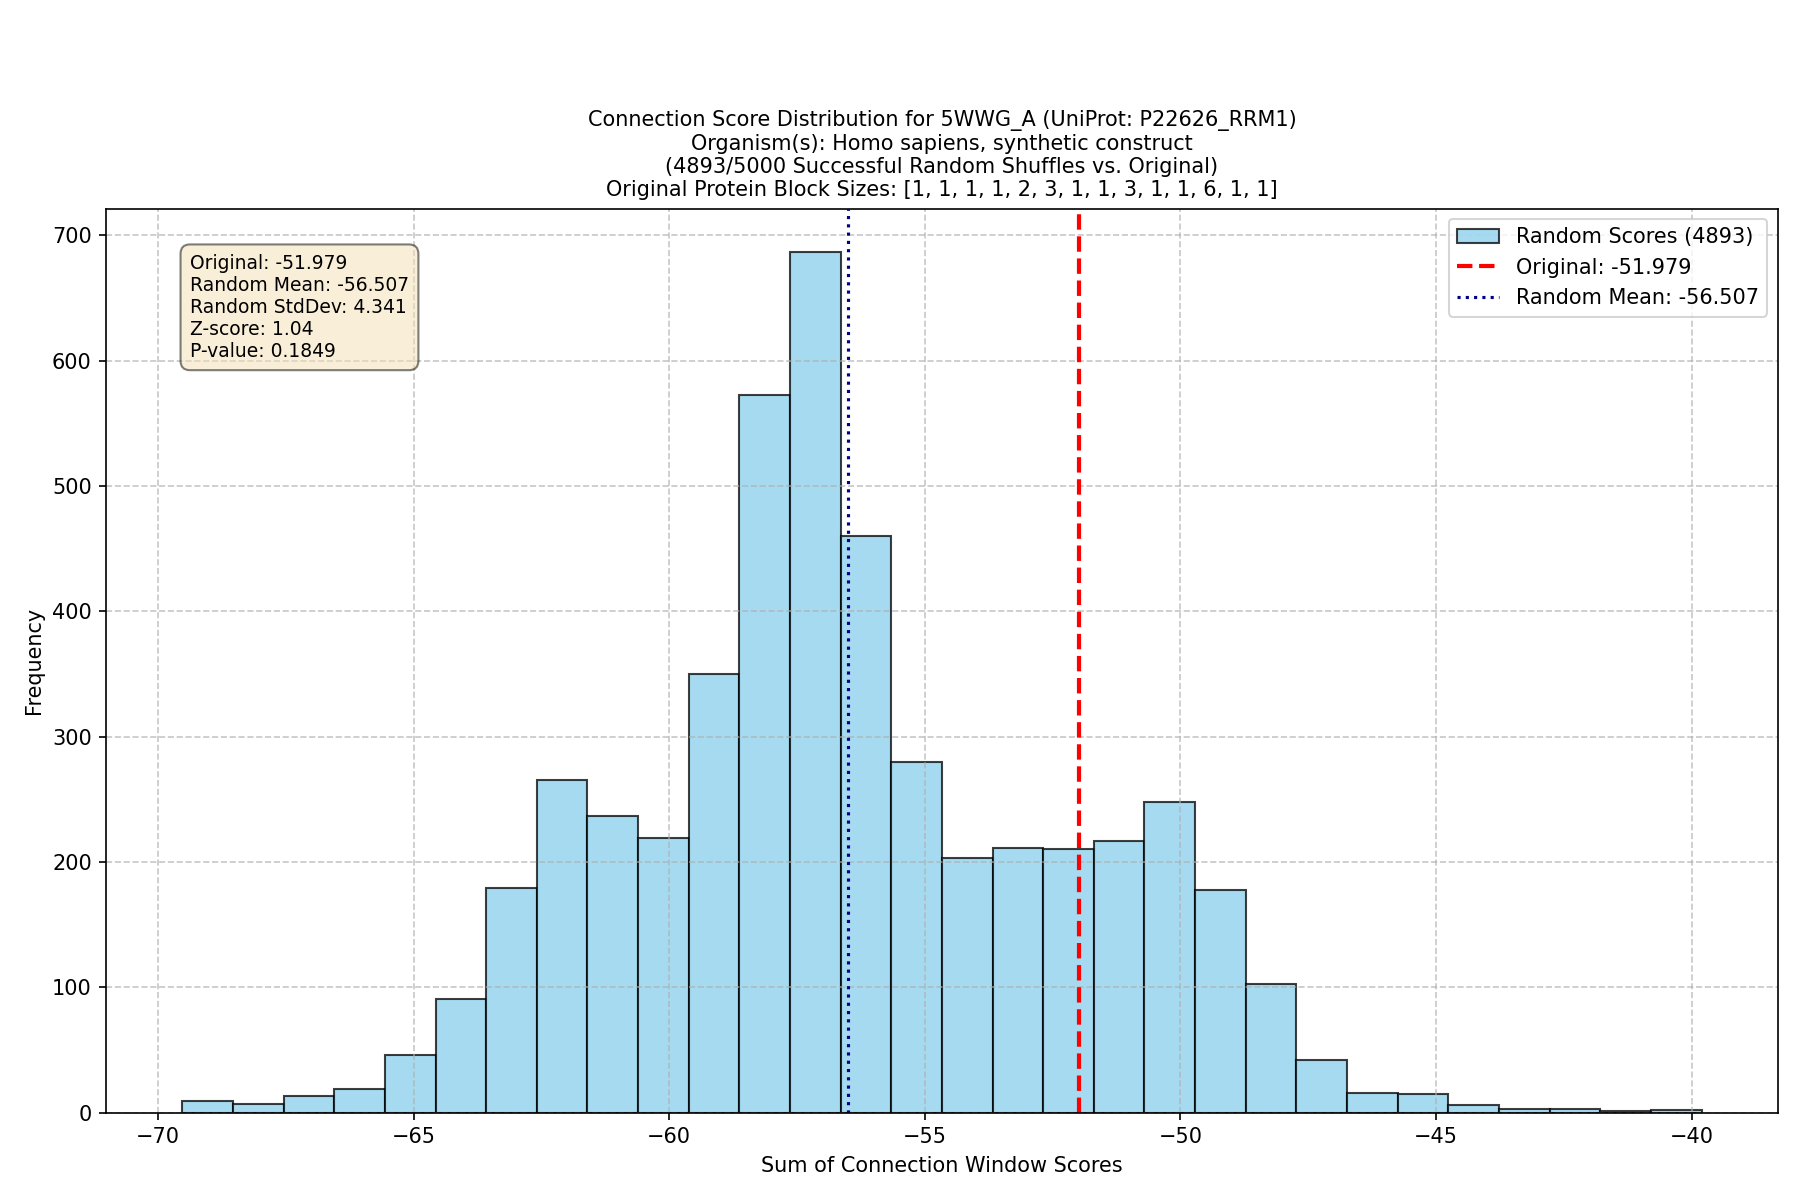 Connection Score Distribution for 5WWG_A (UniProt: P22626_RRM1)
Organism(s): Homo sapiens, synthetic construct
(4893/5000 Successful Random Shuffles vs. Original)
Original Protein Block Sizes: [1, 1, 1, 1, 2, 3, 1, 1, 3, 1, 1, 6, 1, 1]
Original: -51.979
Random Mean: -56.507
Random StdDev: 4.341
Z-score: 1.04
P-value: 0.1849
Random Scores (4893)
Original: -51.979
Random Mean: -56.507
Frequency
700
600
500
400
300
200
100
0
−70
−65
−60
−55
−50
−45
−40
Sum of Connection Window Scores